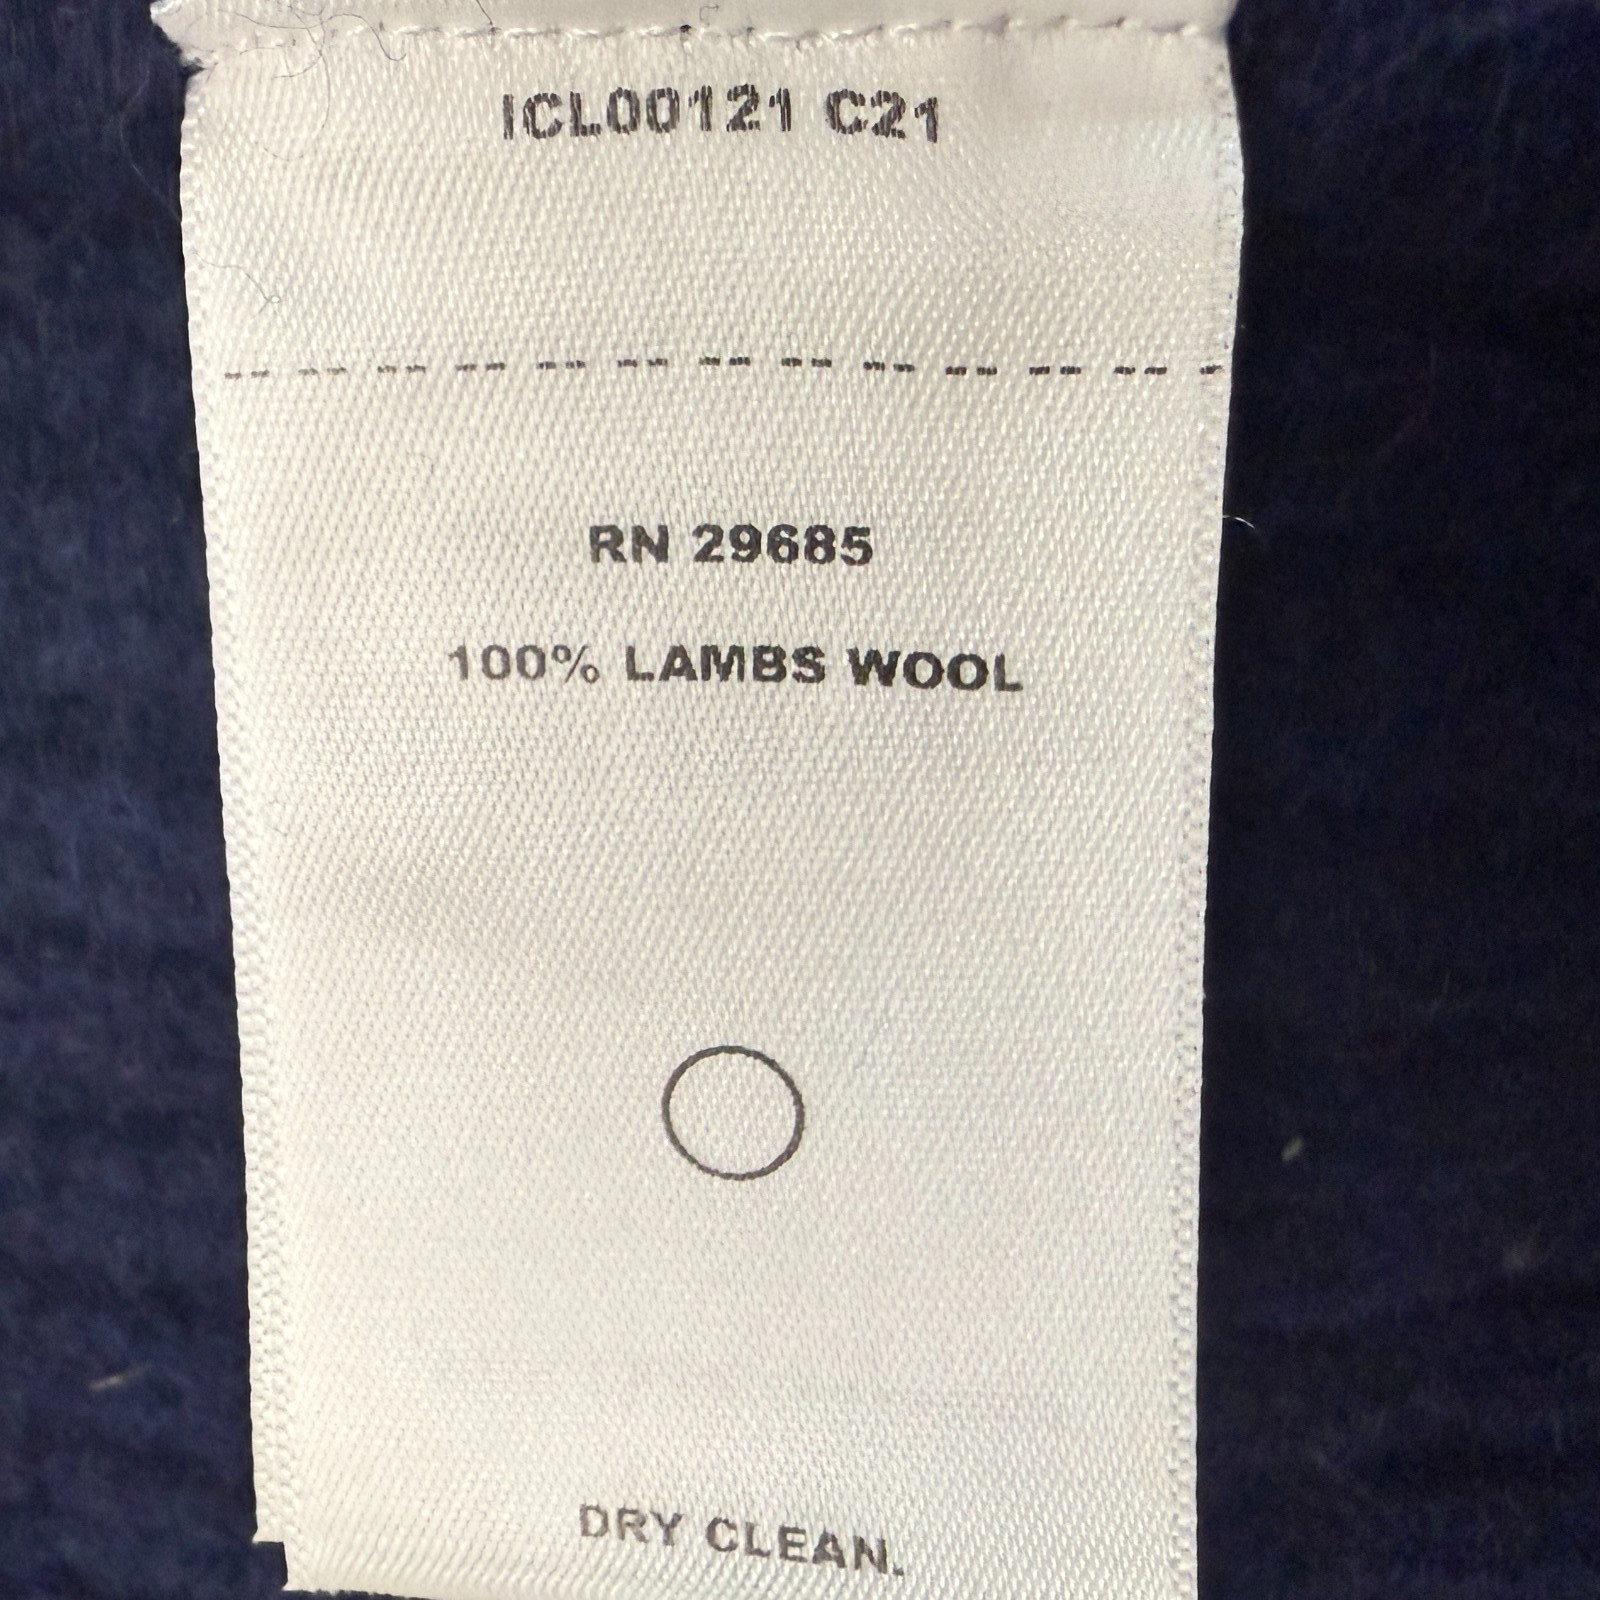 ICL00121 C21
RN 29685
100% LAMBS WOOL
DRY CLEAN.